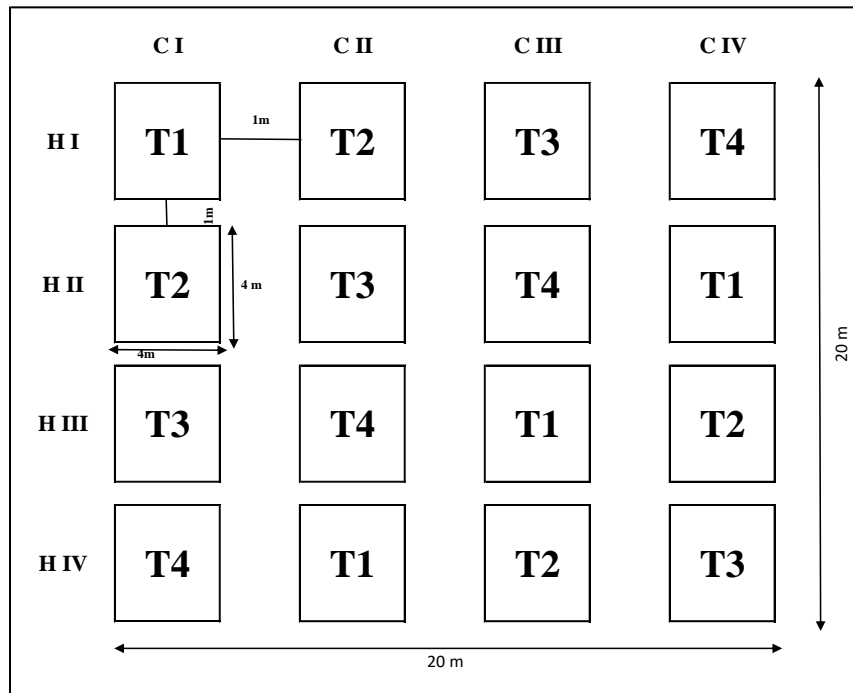 C I C II C III C IV
1m
H I T1 T2 T3 T4
1m
H II T2 T3 T4 T1
4 m
4m
20 m
H III T3 T4 T1 T2
H IV T4 T1 T2 T3
20 m